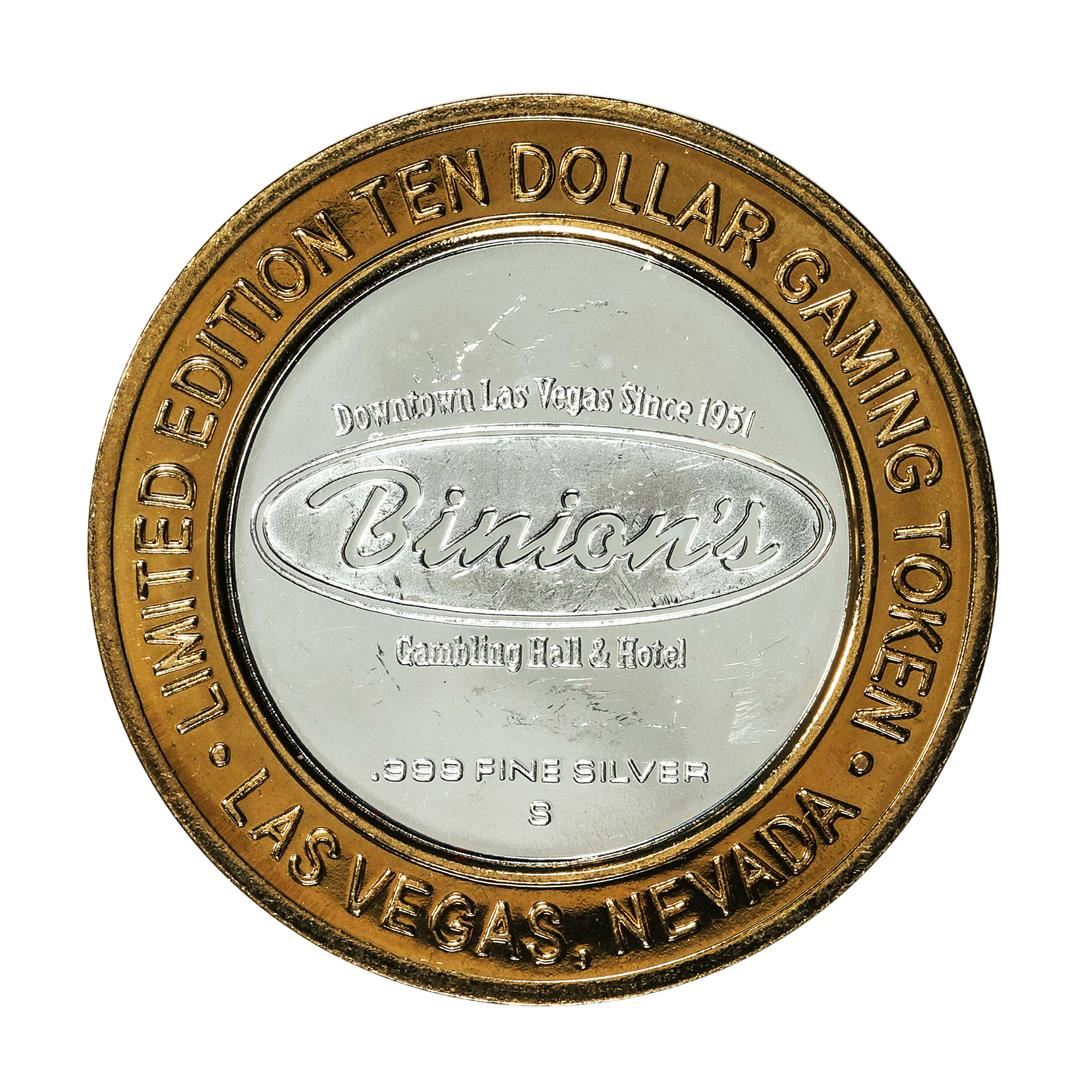 • LIMITED EDITION TEN DOLLAR GAMING TOKEN •
Downtown Las Vegas Since 1951
Binion's
Gambling Hall & Hotel
.999 FINE SILVER
S
LAS VEGAS, NEVADA